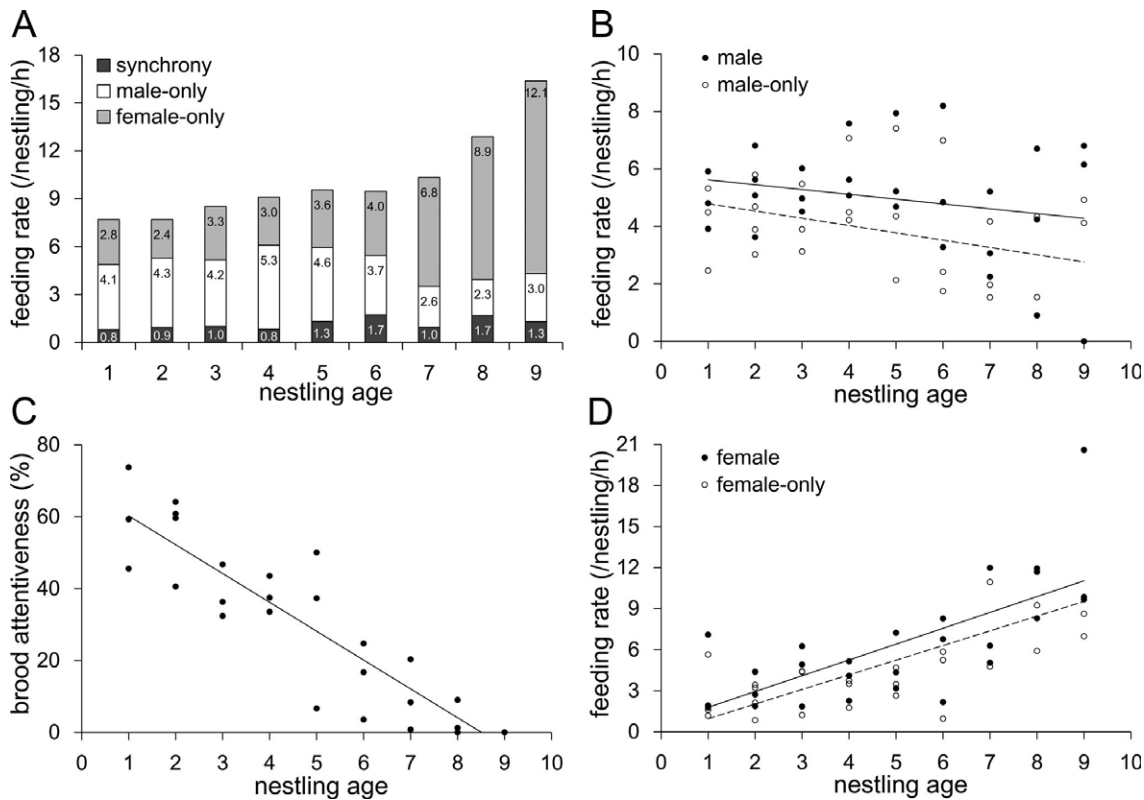 A
feeding rate (/nestling/h)
18
15
12
9
6
3
0
synchrony
male-only
female-only
2.8
4.1
0.8
2.4
4.3
0.9
3.3
4.2
1.0
3.0
5.3
0.8
3.6
4.6
1.3
4.0
3.7
1.7
6.8
2.6
1.0
8.9
2.3
1.7
12.1
3.0
1.3
1 2 3 4 5 6 7 8 9
nestling age
B
feeding rate (/nestling/h)
10
8
6
4
2
0
male
male-only
0 1 2 3 4 5 6 7 8 9 10
nestling age
C
brood attentiveness (%)
80
60
40
20
0
0 1 2 3 4 5 6 7 8 9 10
nestling age
D
feeding rate (/nestling/h)
21
18
15
12
9
6
3
0
female
female-only
0 1 2 3 4 5 6 7 8 9 10
nestling age